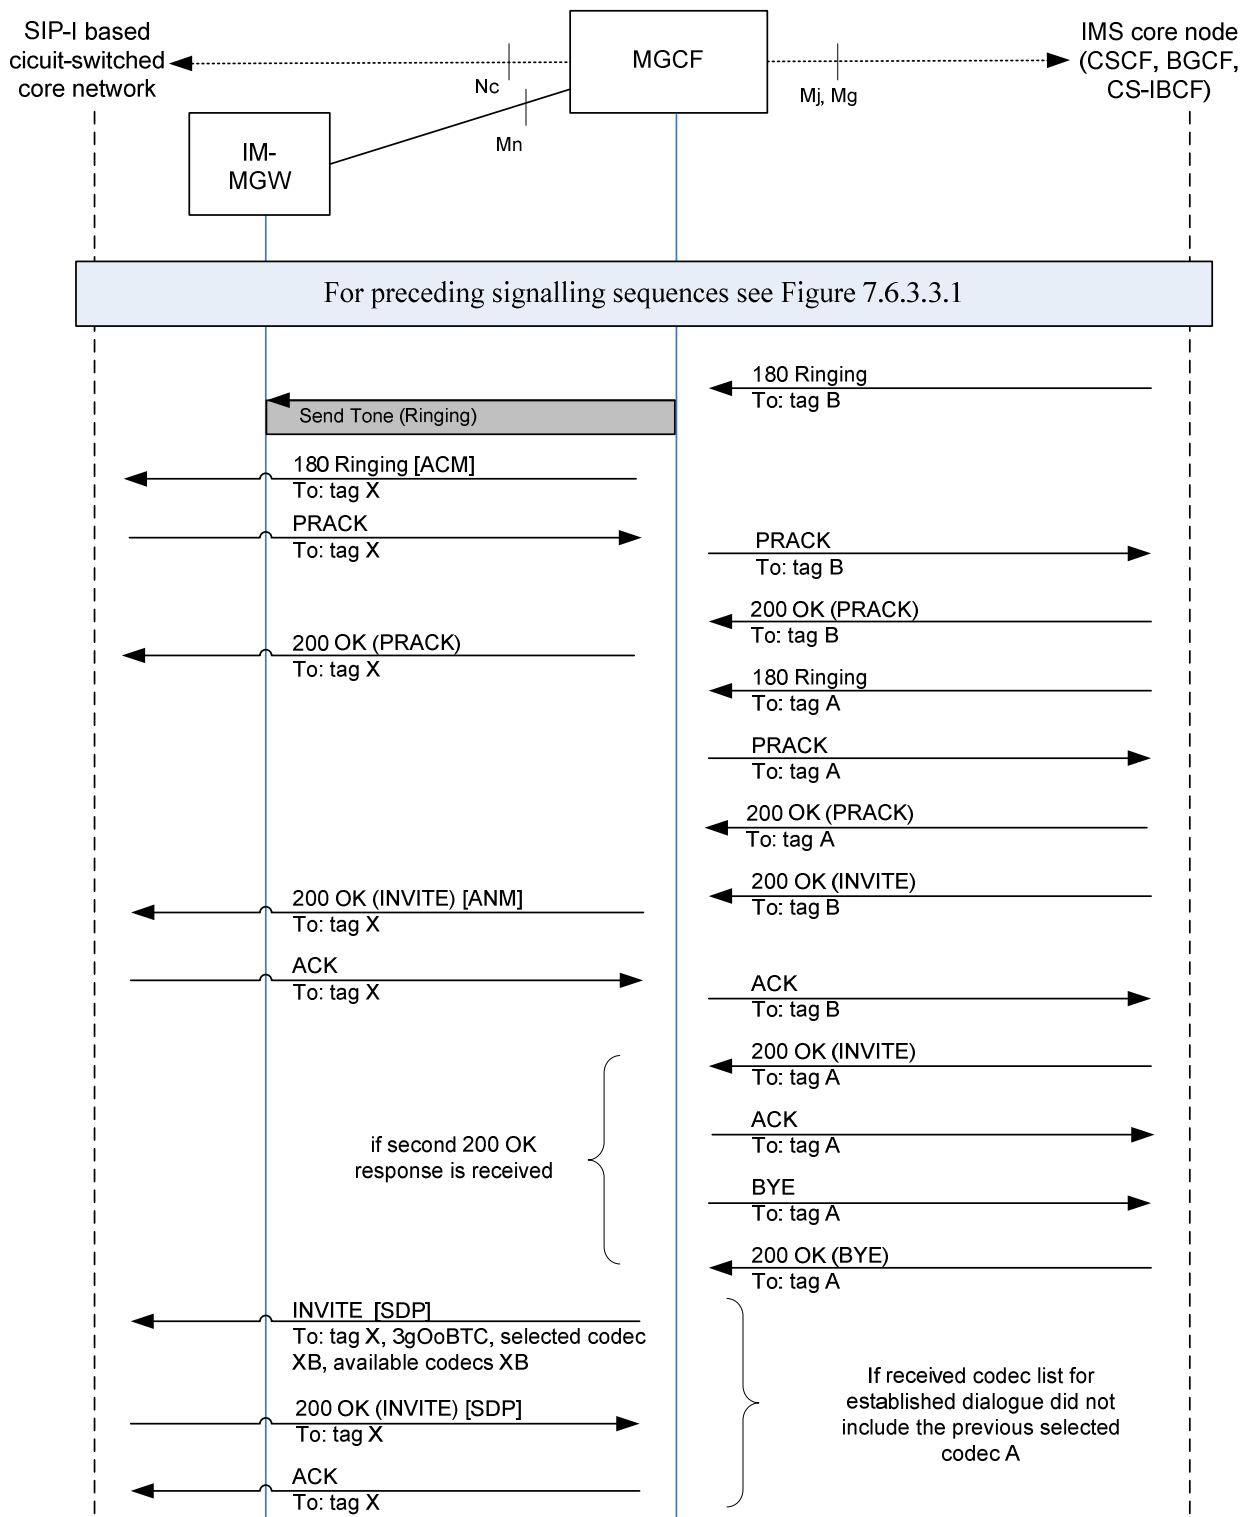 SIP-I based
cicuit-switched
core network
MGCF
IMS core node
(CSCF, BGCF,
CS-IBCF)
Nc
Mj, Mg
Mn
IM-
MGW
For preceding signalling sequences see Figure 7.6.3.3.1
180 Ringing
To: tag B
Send Tone (Ringing)
180 Ringing [ACM]
To: tag X
PRACK
To: tag X
PRACK
To: tag B
200 OK (PRACK)
To: tag B
200 OK (PRACK)
To: tag X
180 Ringing
To: tag A
PRACK
To: tag A
200 OK (PRACK)
To: tag A
200 OK (INVITE)
To: tag B
200 OK (INVITE) [ANM]
To: tag X
ACK
To: tag X
ACK
To: tag B
200 OK (INVITE)
To: tag A
if second 200 OK
response is received
ACK
To: tag A
BYE
To: tag A
200 OK (BYE)
To: tag A
INVITE [SDP]
To: tag X, 3gOoBTC, selected codec
XB, available codecs XB
If received codec list for
established dialogue did not
include the previous selected
codec A
200 OK (INVITE) [SDP]
To: tag X
ACK
To: tag X